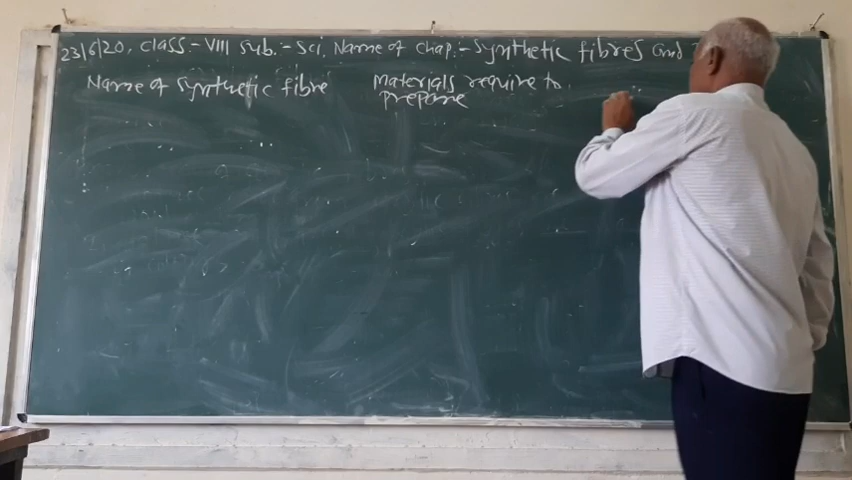 23/6/20, Class:- VIII Sub.:- Sci. Name of Chap:- Synthetic fibres and
Name of synthetic fibre Materials require to prepare